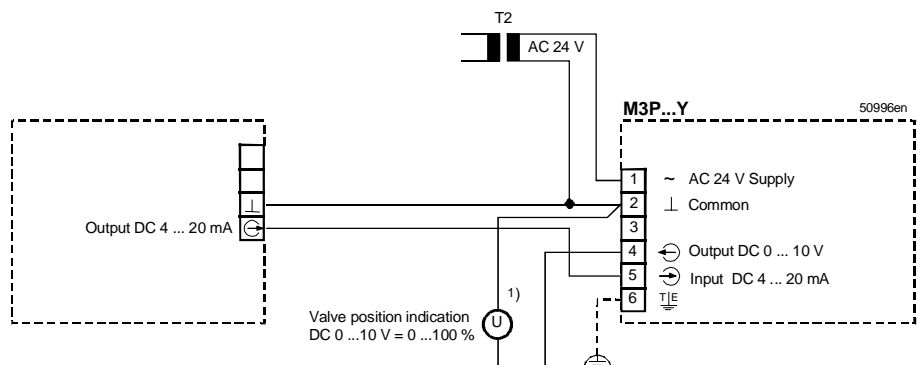 T2
AC 24 V
M3P...Y
50996en
1 ~ AC 24 V Supply
2 ⊥ Common
3
Output DC 4 ... 20 mA
4 Output DC 0 ... 10 V
5 Input DC 4 ... 20 mA
6 T E
1)
Valve position indication
DC 0 ...10 V = 0 ...100 %
U